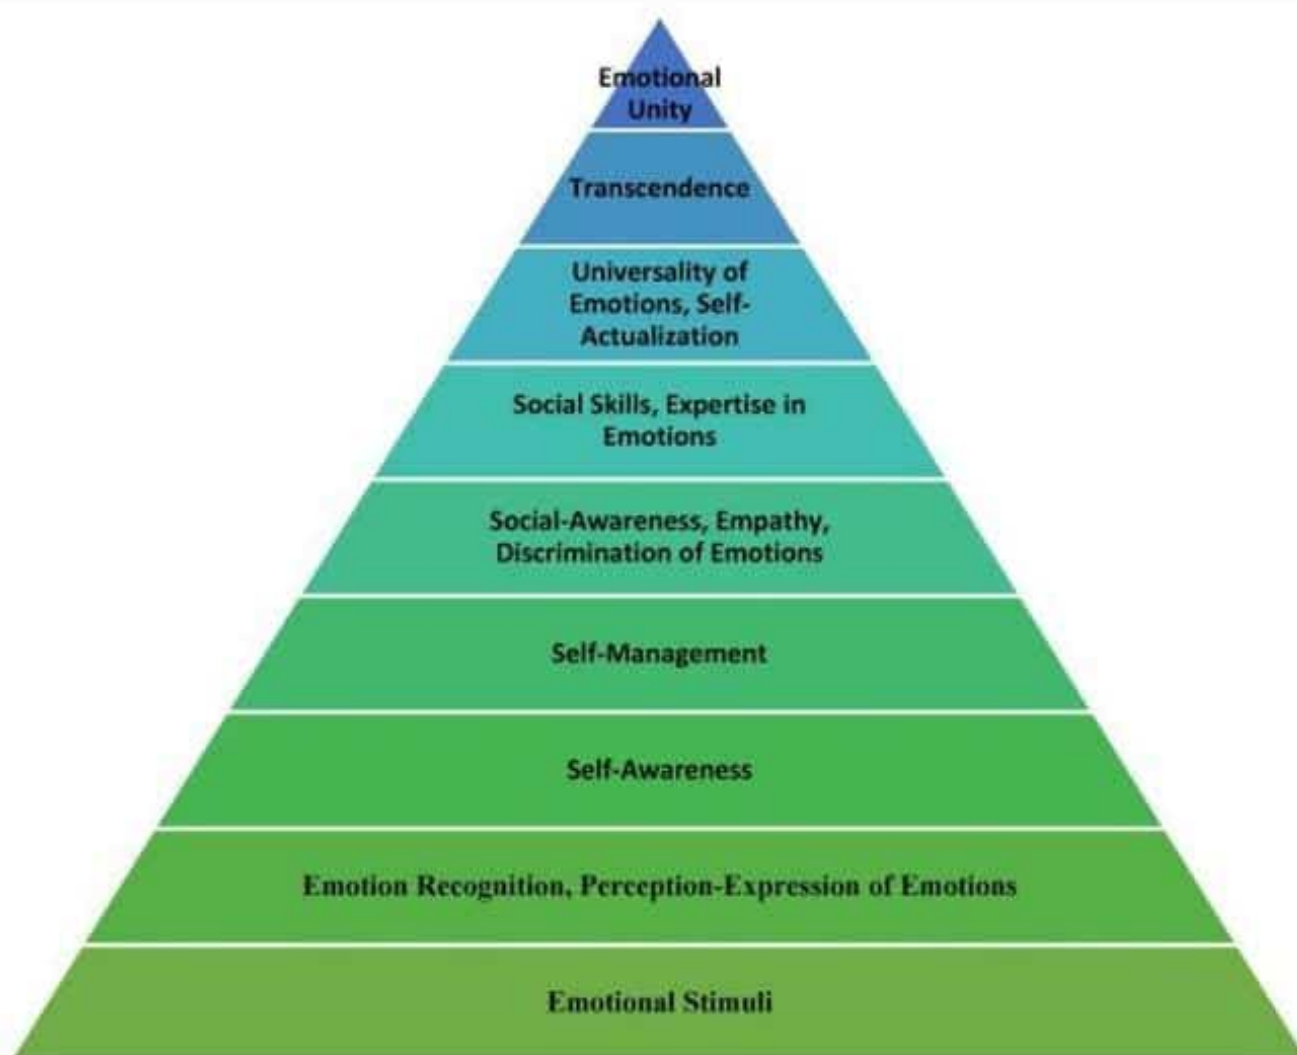 Emotional
Unity
Transcendence
Universality of
Emotions, Self-
Actualization
Social Skills, Expertise in
Emotions
Social-Awareness, Empathy,
Discrimination of Emotions
Self-Management
Self-Awareness
Emotion Recognition, Perception-Expression of Emotions
Emotional Stimuli